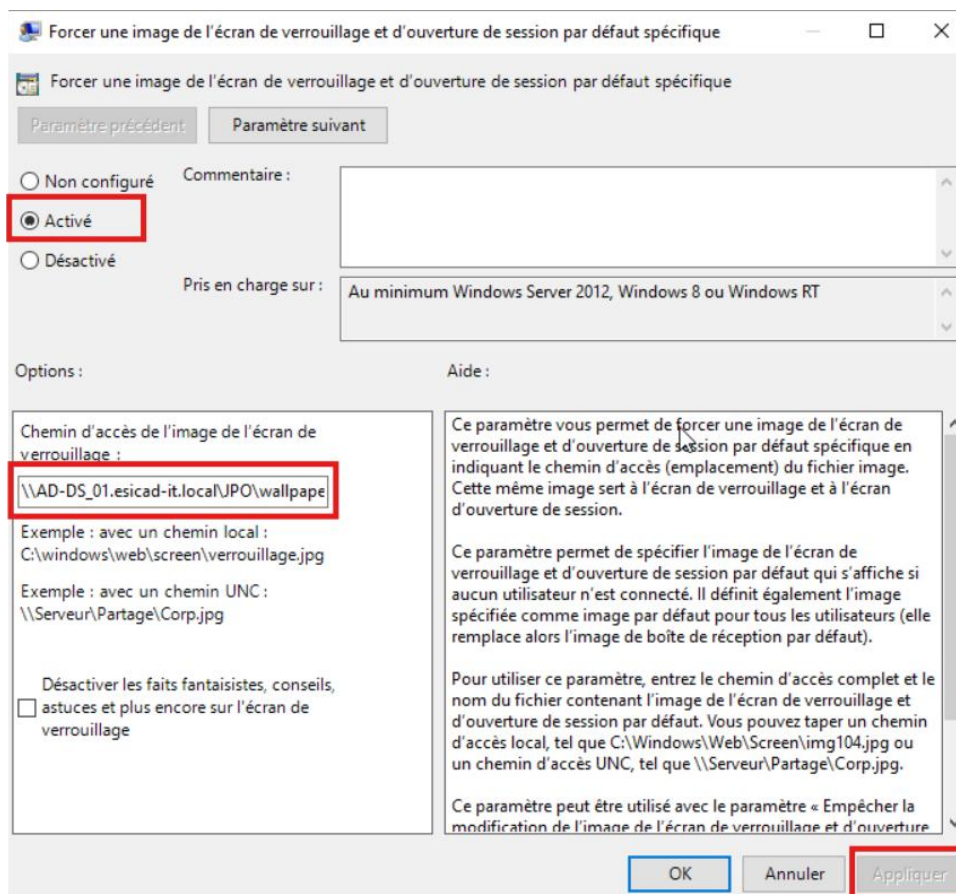 Forcer une image de l'écran de verrouillage et d'ouverture de session par défaut spécifique
Forcer une image de l'écran de verrouillage et d'ouverture de session par défaut spécifique
Paramètre précédent
Paramètre suivant
Non configuré
Activé
Désactivé
Commentaire :
Pris en charge sur :
Au minimum Windows Server 2012, Windows 8 ou Windows RT
Options :
Aide :
Chemin d'accès de l'image de l'écran de
verrouillage :
\\AD-DS_01.esicad-it.local\JPO\wallpape
Exemple : avec un chemin local :
C:\windows\web\screen\verrouillage.jpg
Exemple : avec un chemin UNC :
\\Serveur\Partage\Corp.jpg
Désactiver les faits fantaisistes, conseils,
astuces et plus encore sur l'écran de
verrouillage
Ce paramètre vous permet de forcer une image de l'écran de
verrouillage et d'ouverture de session par défaut spécifique en
indiquant le chemin d'accès (emplacement) du fichier image.
Cette même image sert à l'écran de verrouillage et à l'écran
d'ouverture de session.
Ce paramètre permet de spécifier l'image de l'écran de
verrouillage et d'ouverture de session par défaut qui s'affiche si
aucun utilisateur n'est connecté. Il définit également l'image
spécifiée comme image par défaut pour tous les utilisateurs (elle
remplace alors l'image de boîte de réception par défaut).
Pour utiliser ce paramètre, entrez le chemin d'accès complet et le
nom du fichier contenant l'image de l'écran de verrouillage et
d'ouverture de session par défaut. Vous pouvez taper un chemin
d'accès local, tel que C:\Windows\Web\Screen\img104.jpg ou
un chemin d'accès UNC, tel que \\Serveur\Partage\Corp.jpg.
Ce paramètre peut être utilisé avec le paramètre « Empêcher la
modification de l'image de l'écran de verrouillage et d'ouverture
OK
Annuler
Appliquer